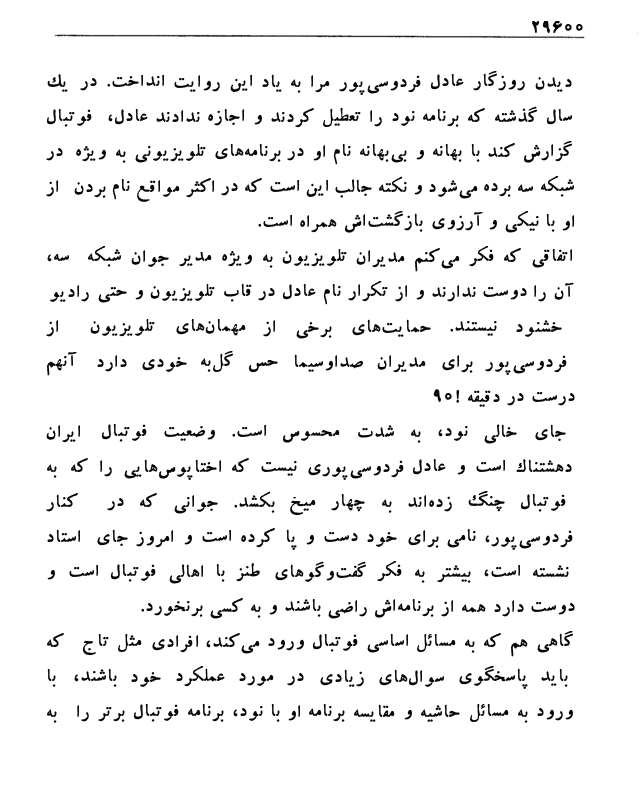 ۲۹۶۰۰
دیدن روزگار عادل فردوسی‌پور مرا به یاد این روایت انداخت. در یك
سال گذشته که برنامه نود را تعطیل کردند و اجازه ندادند عادل، فوتبال
گزارش کند با بهانه و بی‌بهانه نام او در برنامه‌های تلویزیونی به ویژه در
شبکه سه برده می‌شود و نکته جالب این است که در اکثر مواقع نام بردن از
او با نیکی و آرزوی بازگشت‌اش همراه است.
اتفاقی که فکر می‌کنم مدیران تلویزیون به ویژه مدیر جوان شبکه سه،
آن را دوست ندارند و از تکرار نام عادل در قاب تلویزیون و حتی رادیو
خشنود نیستند. حمایت‌های برخی از مهمان‌های تلویزیون از
فردوسی‌پور برای مدیران صداوسیما حس گل‌به خودی دارد آنهم
درست در دقیقه ۹۰!
جای خالی نود، به شدت محسوس است. وضعیت فوتبال ایران
دهشتناك است و عادل فردوسی‌پوری نیست که اختاپوس‌هایی را که به
فوتبال چنگ زده‌اند به چهار میخ بکشد. جوانی که در کنار
فردوسی‌پور، نامی برای خود دست و پا کرده است و امروز جای استاد
نشسته است، بیشتر به فکر گفت‌وگوهای طنز با اهالی فوتبال است و
دوست دارد همه از برنامه‌اش راضی باشند و به کسی برنخورد.
گاهی هم که به مسائل اساسی فوتبال ورود می‌کند، افرادی مثل تاج که
باید پاسخگوی سوال‌های زیادی در مورد عملکرد خود باشند، با
ورود به مسائل حاشیه و مقایسه برنامه او با نود، برنامه فوتبال برتر را به